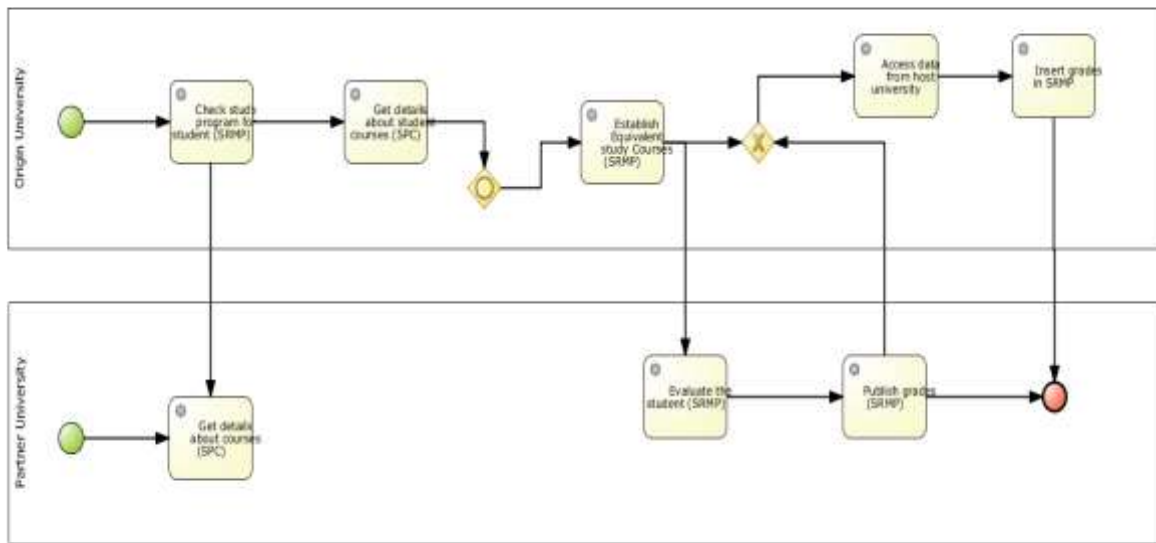 Origin University
Check study
program for
student (SRMP)
Get details
about student
courses (SPC)
Establish
Equivalent
study Courses
(SRMP)
Access data
from host
university
Insert grades
in SRMP
Partner University
Get details
about courses
(SPC)
Evaluate the
student (SRMP)
Publish grades
(SRMP)